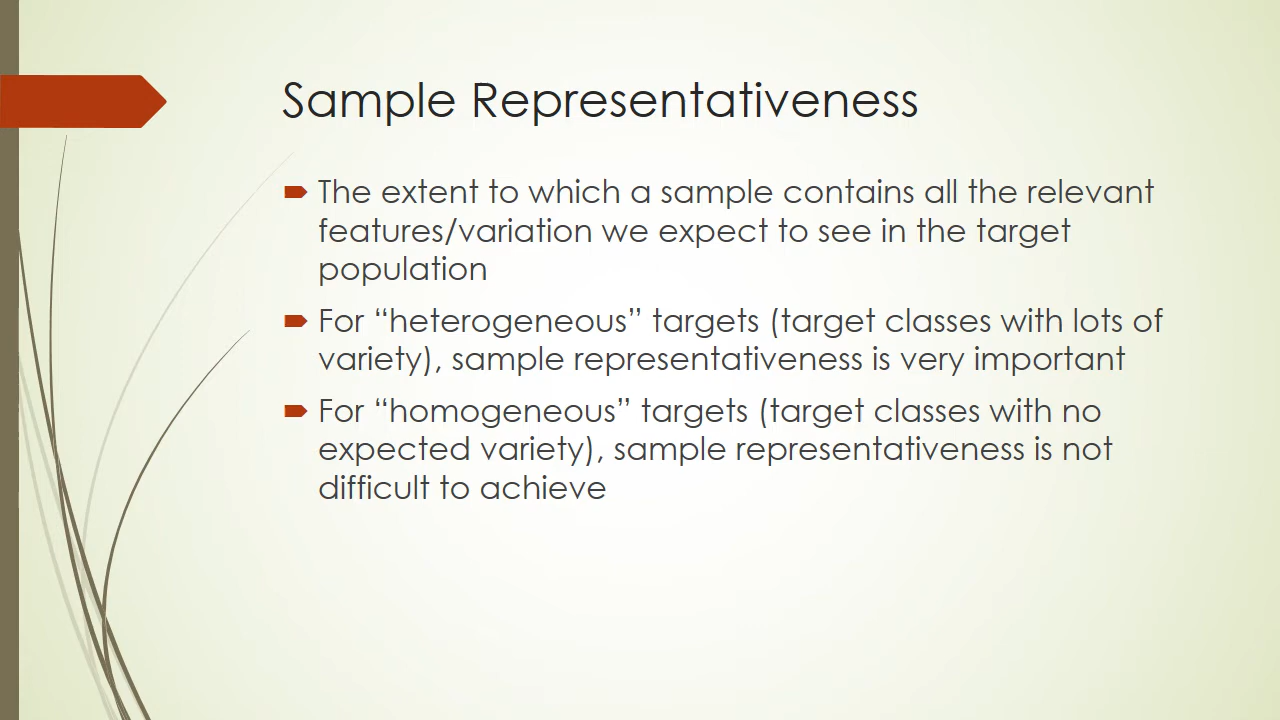 Sample Representativeness
The extent to which a sample contains all the relevant
features/variation we expect to see in the target
population
For “heterogeneous” targets (target classes with lots of
variety), sample representativeness is very important
For “homogeneous” targets (target classes with no
expected variety), sample representativeness is not
difficult to achieve